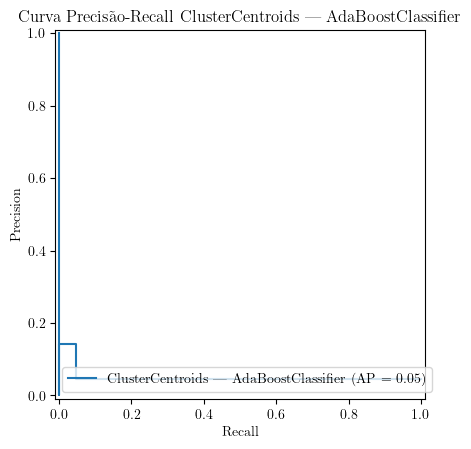 Curva Precisão-Recall ClusterCentroids — AdaBoostClassifier
1.0
0.8
0.6
0.4
0.2
0.0
Precision
ClusterCentroids — AdaBoostClassifier (AP = 0.05)
0.0 0.2 0.4 0.6 0.8 1.0
Recall